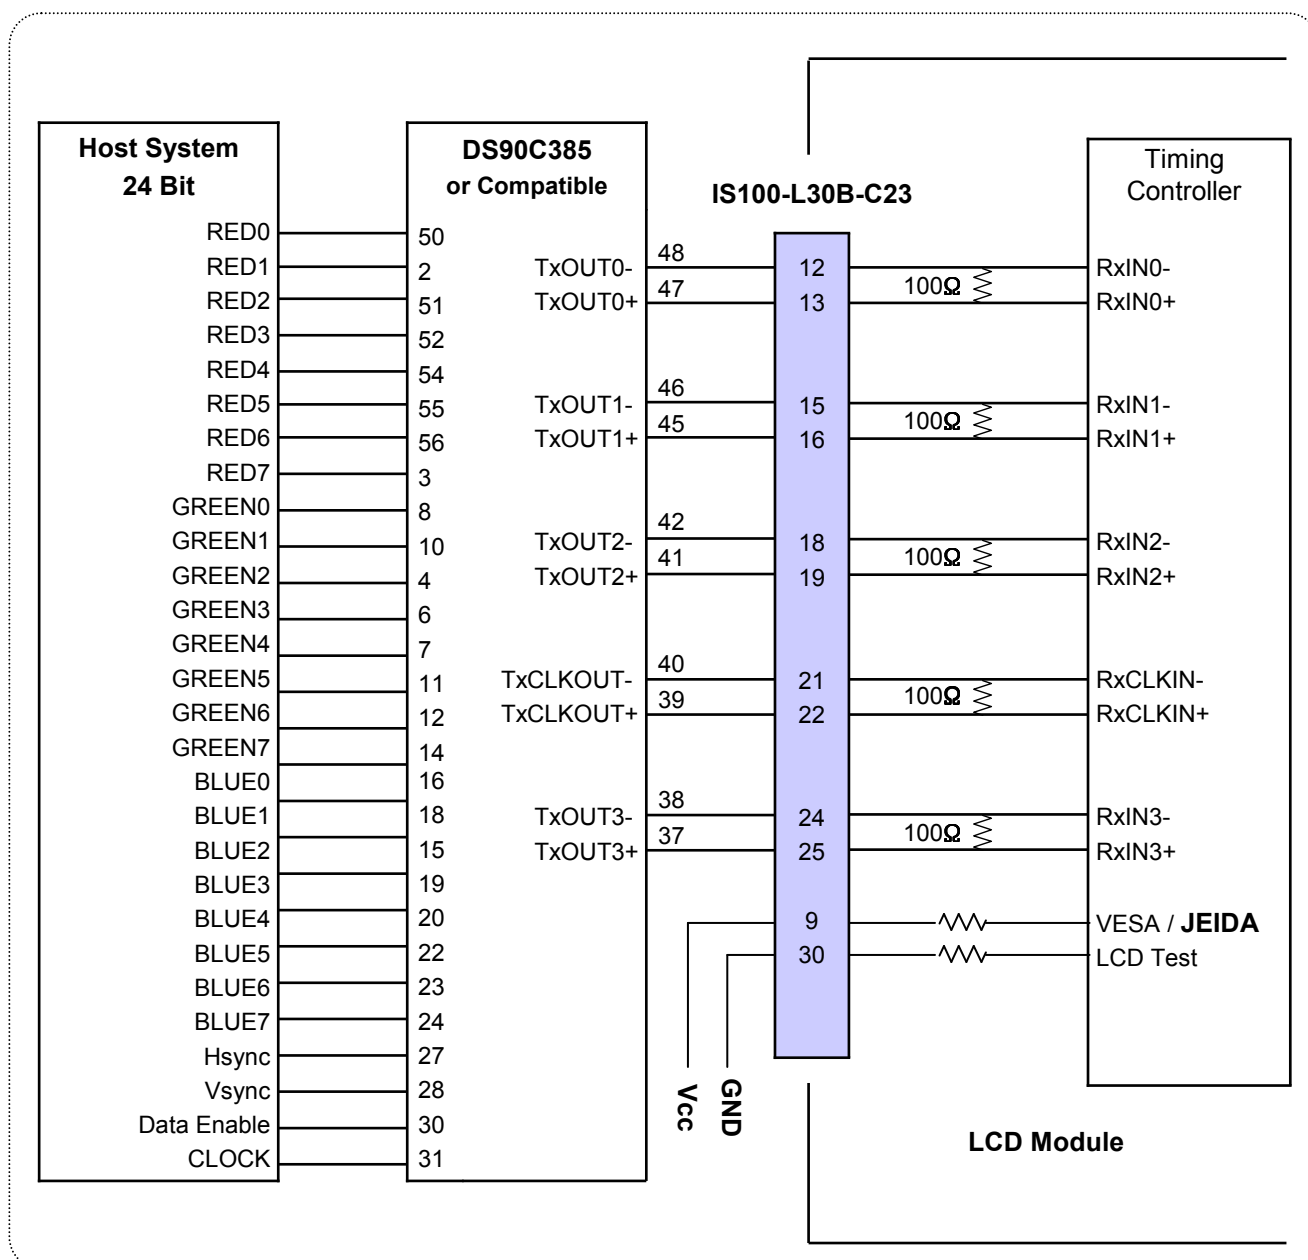 Host System
24 Bit
RED0
RED1
RED2
RED3
RED4
RED5
RED6
RED7
GREEN0
GREEN1
GREEN2
GREEN3
GREEN4
GREEN5
GREEN6
GREEN7
BLUE0
BLUE1
BLUE2
BLUE3
BLUE4
BLUE5
BLUE6
BLUE7
Hsync
Vsync
Data Enable
CLOCK
DS90C385
or Compatible
50
2
51
52
54
55
56
3
8
10
4
6
7
11
12
14
16
18
15
19
20
22
23
24
27
28
30
31
TxOUT0-
TxOUT0+
TxOUT1-
TxOUT1+
TxOUT2-
TxOUT2+
TxCLKOUT-
TxCLKOUT+
TxOUT3-
TxOUT3+
48
47
46
45
42
41
40
39
38
37
IS100-L30B-C23
12
13
15
16
18
19
21
22
24
25
9
30
Vcc
GND
100Ω
100Ω
100Ω
100Ω
100Ω
Timing
Controller
RxIN0-
RxIN0+
RxIN1-
RxIN1+
RxIN2-
RxIN2+
RxCLKIN-
RxCLKIN+
RxIN3-
RxIN3+
VESA / JEIDA
LCD Test
LCD Module